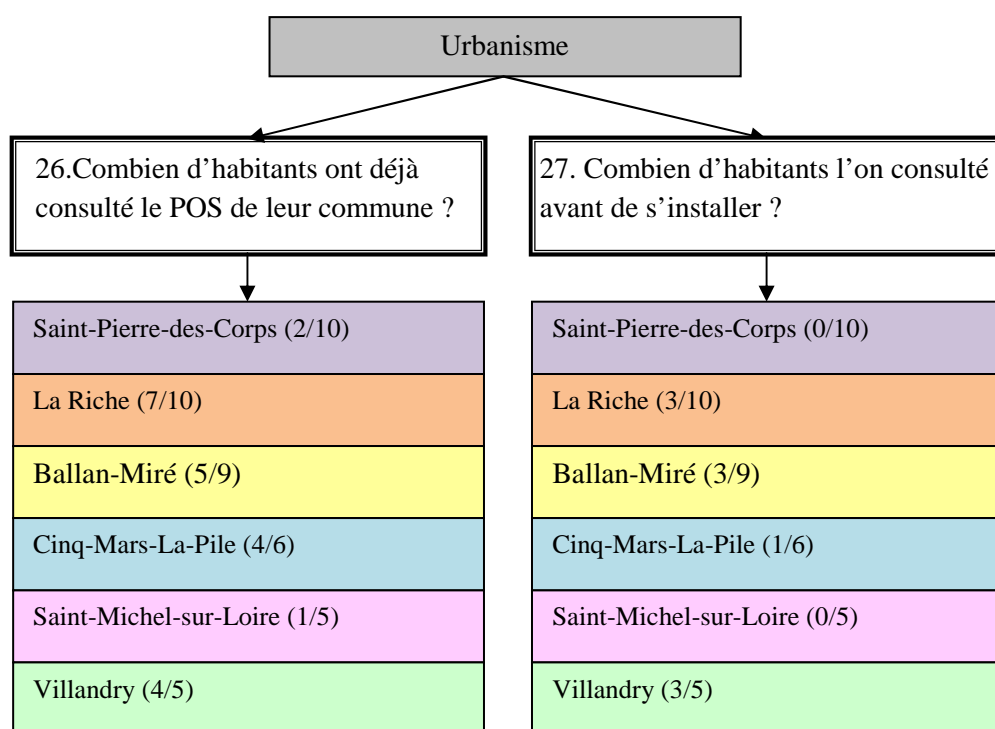 Urbanisme
26.Combien d’habitants ont déjà
consulté le POS de leur commune ?
27. Combien d’habitants l’on consulté
avant de s’installer ?
Saint-Pierre-des-Corps (2/10)
La Riche (7/10)
Ballan-Miré (5/9)
Cinq-Mars-La-Pile (4/6)
Saint-Michel-sur-Loire (1/5)
Villandry (4/5)
Saint-Pierre-des-Corps (0/10)
La Riche (3/10)
Ballan-Miré (3/9)
Cinq-Mars-La-Pile (1/6)
Saint-Michel-sur-Loire (0/5)
Villandry (3/5)